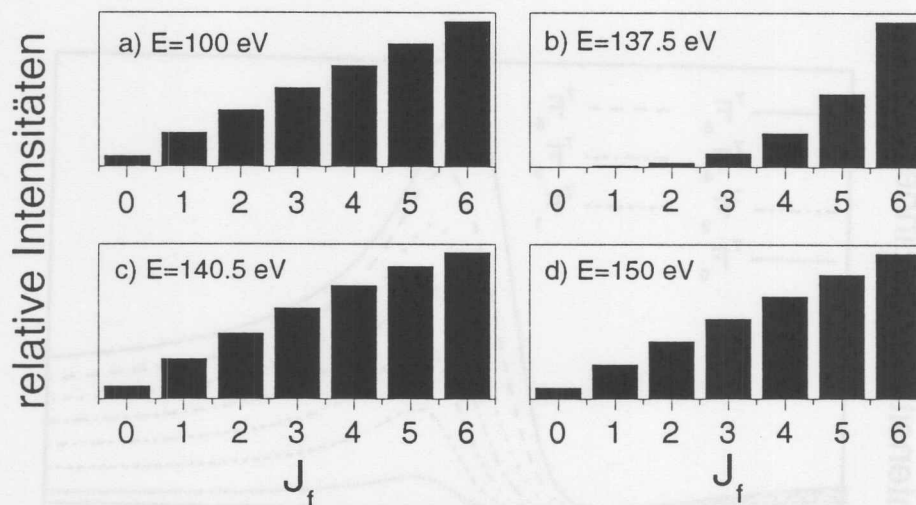 relative Intensitäten
a) E=100 eV
0 1 2 3 4 5 6
b) E=137.5 eV
0 1 2 3 4 5 6
c) E=140.5 eV
0 1 2 3 4 5 6
J_f
d) E=150 eV
0 1 2 3 4 5 6
J_f